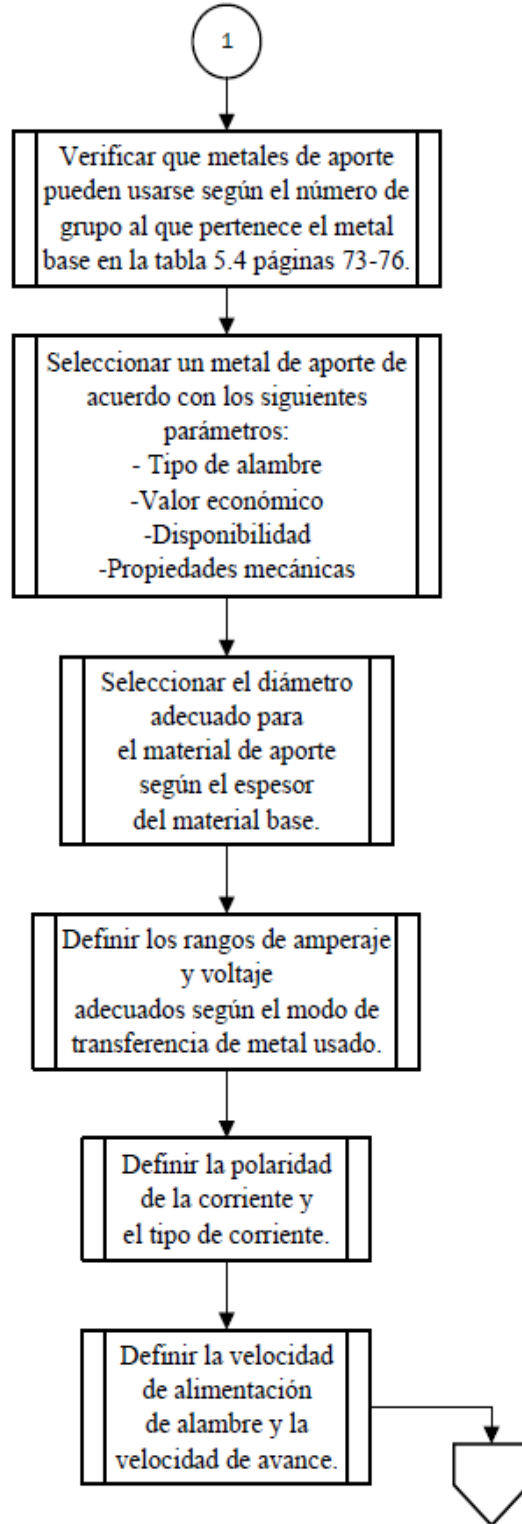 1
Verificar que metales de aporte
pueden usarse según el número de
grupo al que pertenece el metal
base en la tabla 5.4 páginas 73-76.
Seleccionar un metal de aporte de
acuerdo con los siguientes
parámetros:
- Tipo de alambre
-Valor económico
-Disponibilidad
-Propiedades mecánicas
Seleccionar el diámetro
adecuado para
el material de aporte
según el espesor
del material base.
Definir los rangos de amperaje
y voltaje
adecuados según el modo de
transferencia de metal usado.
Definir la polaridad
de la corriente y
el tipo de corriente.
Definir la velocidad
de alimentación
de alambre y la
velocidad de avance.